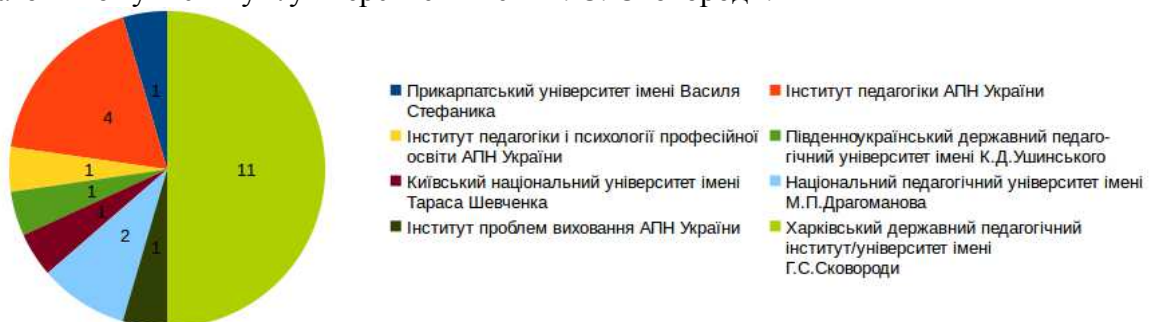 1
4
1
1
1
2
1
11
Прикарпатський університет імені Василя
Стефаника
Інститут педагогіки АПН України
Інститут педагогіки і психології професійної
освіти АПН України
Південноукраїнський державний педаго-
гічний університет імені К.Д.Ушинського
Київський національний університет імені
Тараса Шевченка
Національний педагогічний університет імені
М.П.Драгоманова
Інститут проблем виховання АПН України
Харківський державний педагогічний
інститут/університет імені
Г.С.Сковороди